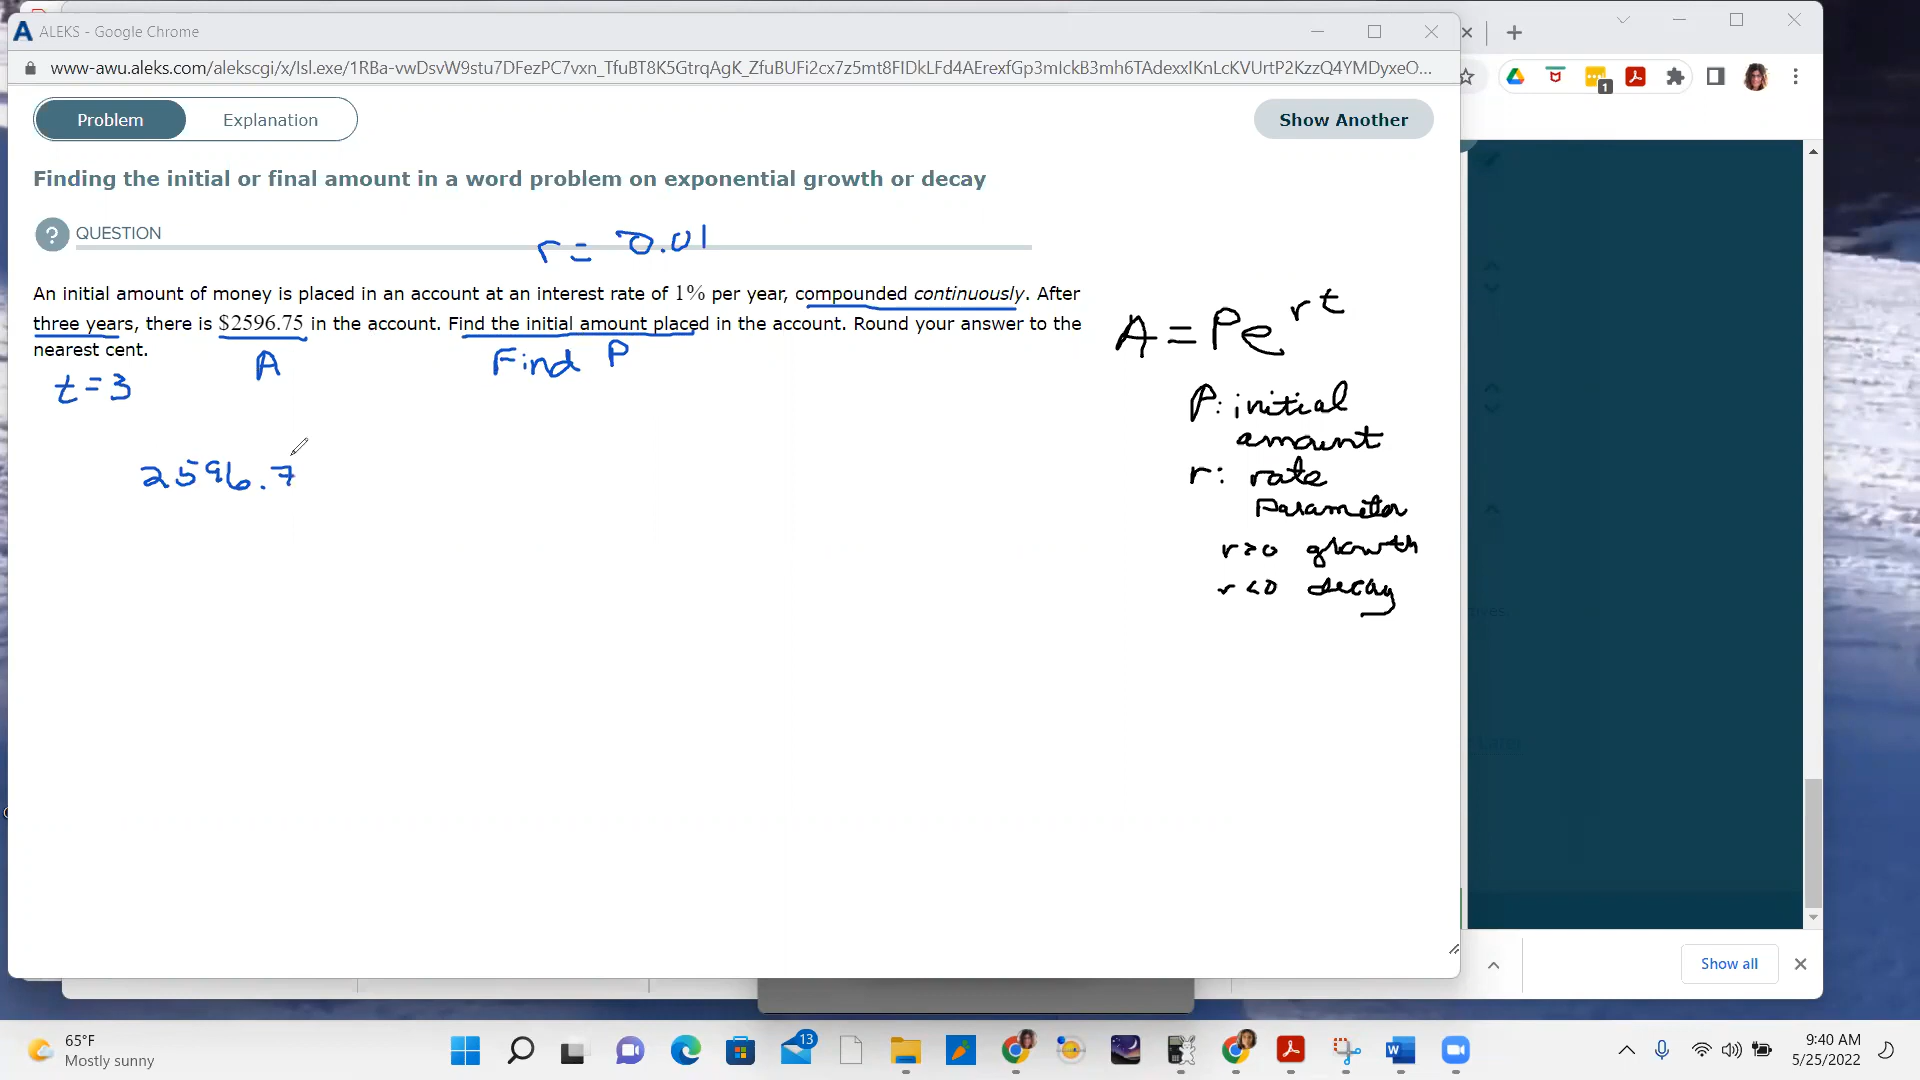 ALEKS - Google Chrome
www-awu.aleks.com/alekscgi/x/Isl.exe/1RBa-vwDsvW9stu7DFezPC7vxn_TfuBT8K5GtrqAgK_ZfuBUFi2cx7z5mt8FIDkLFd4AErexfGp3mIckB3mh6TAdexxIKnLcKVUrtP2KzzQ4YMDyxeO...
1
Problem
Explanation
Show Another
Finding the initial or final amount in a word problem on exponential growth or decay
? QUESTION
r = 0.01
An initial amount of money is placed in an account at an interest rate of 1% per year, compounded continuously. After
three years, there is $2596.75 in the account. Find the initial amount placed in the account. Round your answer to the
nearest cent.
t = 3
A
Find P
2596.7
A = Pe^{rt}
P: initial
amount
r: rate
Parameter
r>0 growth
r<0 decay
Show all
65°F
Mostly sunny
13
9:40 AM
5/25/2022